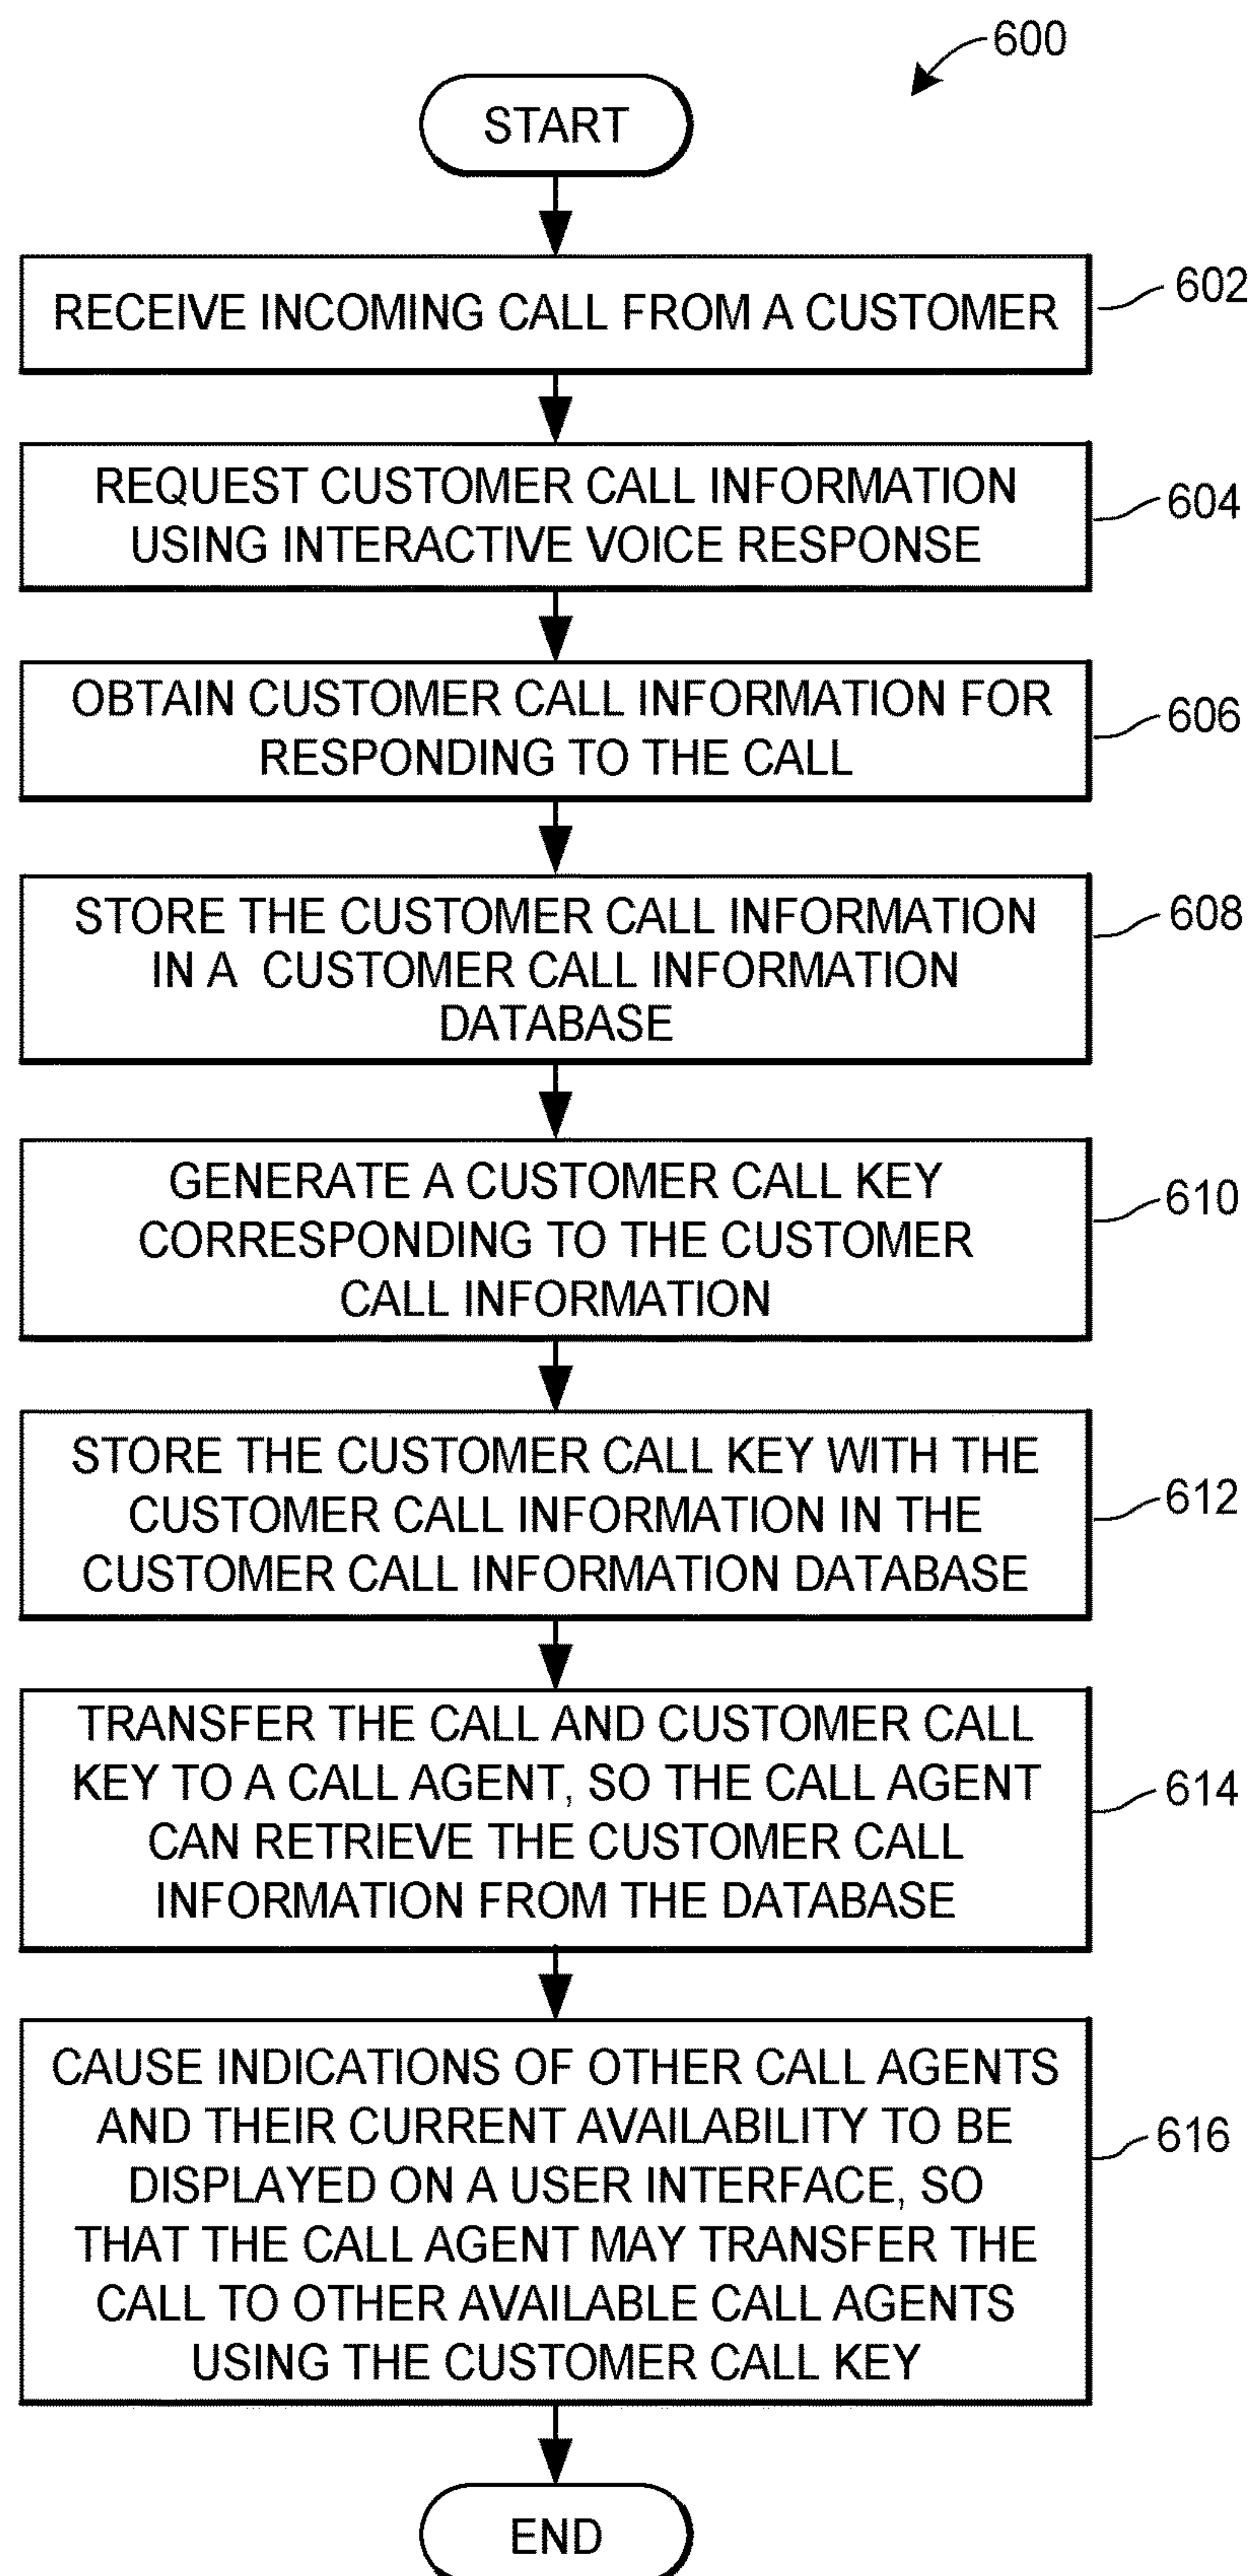 600
START
RECEIVE INCOMING CALL FROM A CUSTOMER
602
REQUEST CUSTOMER CALL INFORMATION
USING INTERACTIVE VOICE RESPONSE
604
OBTAIN CUSTOMER CALL INFORMATION FOR
RESPONDING TO THE CALL
606
STORE THE CUSTOMER CALL INFORMATION
IN A CUSTOMER CALL INFORMATION
DATABASE
608
GENERATE A CUSTOMER CALL KEY
CORRESPONDING TO THE CUSTOMER
CALL INFORMATION
610
STORE THE CUSTOMER CALL KEY WITH THE
CUSTOMER CALL INFORMATION IN THE
CUSTOMER CALL INFORMATION DATABASE
612
TRANSFER THE CALL AND CUSTOMER CALL
KEY TO A CALL AGENT, SO THE CALL AGENT
CAN RETRIEVE THE CUSTOMER CALL
INFORMATION FROM THE DATABASE
614
CAUSE INDICATIONS OF OTHER CALL AGENTS
AND THEIR CURRENT AVAILABILITY TO BE
DISPLAYED ON A USER INTERFACE, SO
THAT THE CALL AGENT MAY TRANSFER THE
CALL TO OTHER AVAILABLE CALL AGENTS
USING THE CUSTOMER CALL KEY
616
END